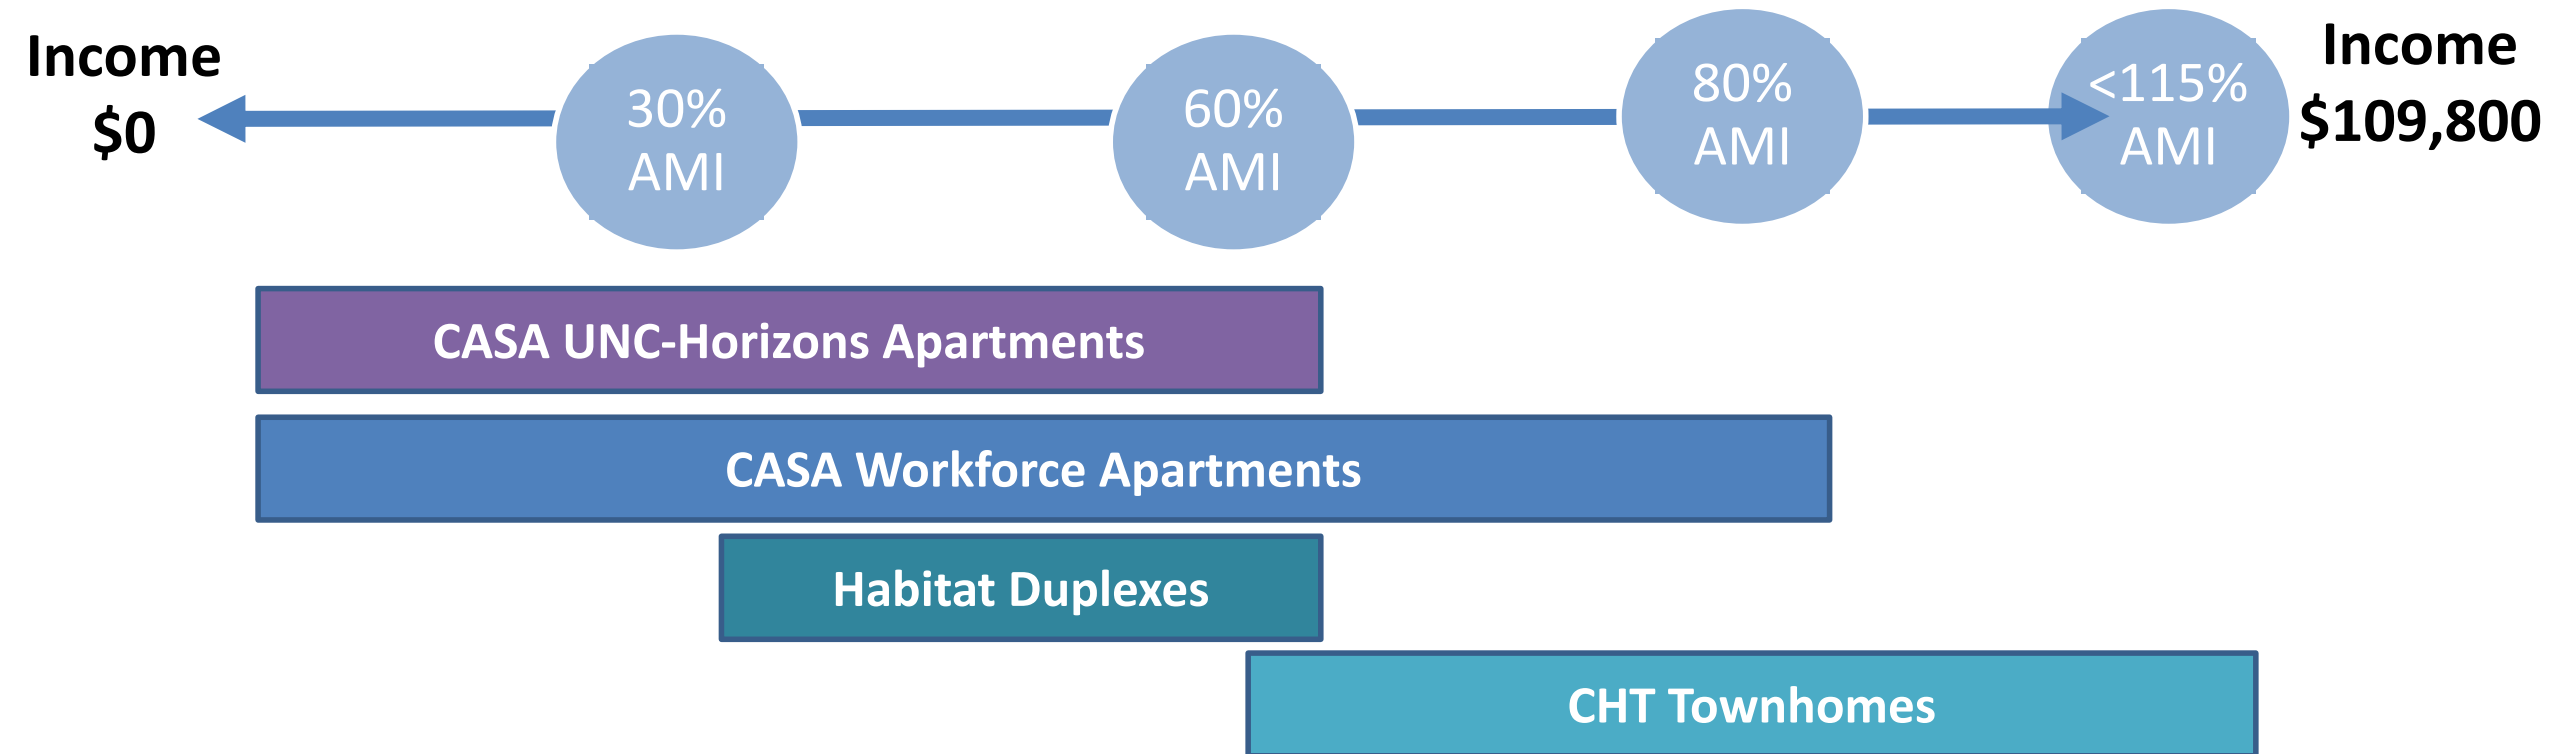 Income
$0
30%
AMI
60%
AMI
80%
AMI
<115%
AMI
Income
$109,800
CASA UNC-Horizons Apartments
CASA Workforce Apartments
Habitat Duplexes
CHT Townhomes